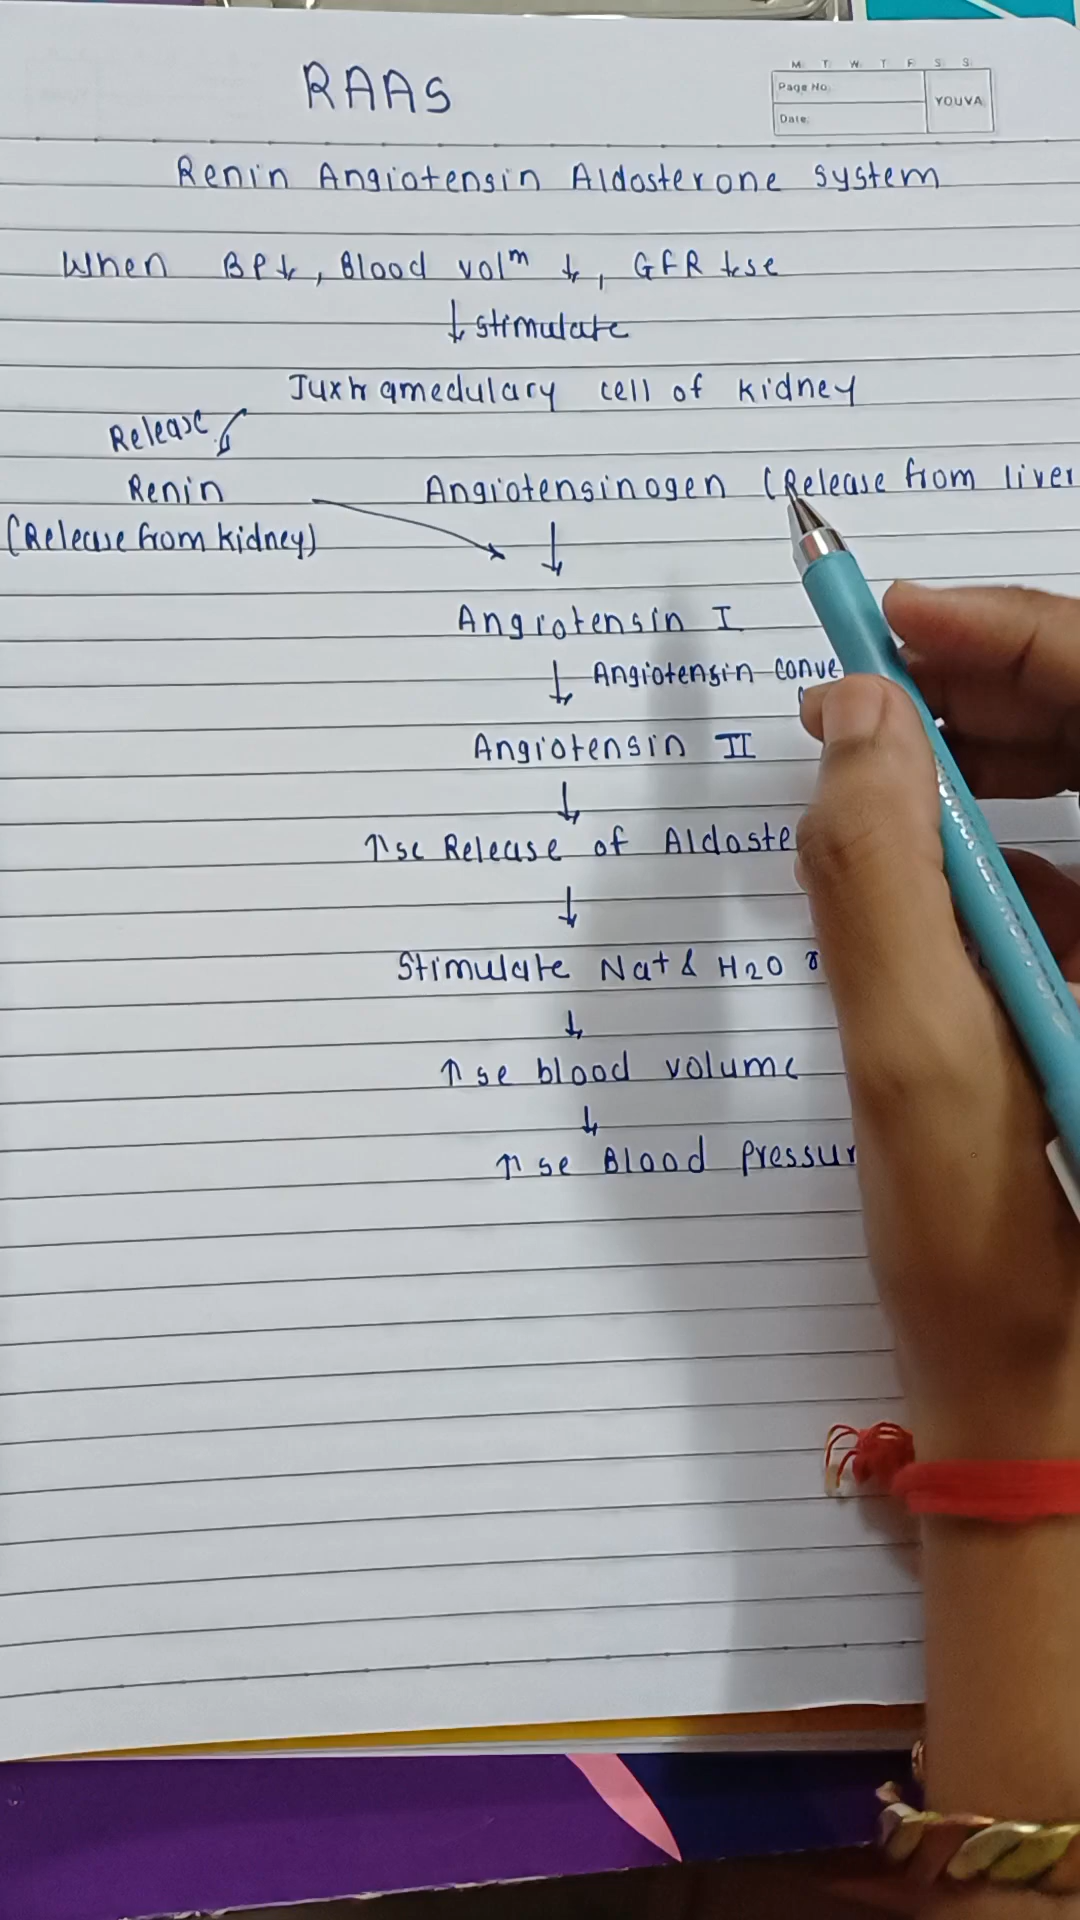 RAAS
M T W T F S S
Page No:
YOUVA
Date:
Renin Angiotensin Aldosterone system
When BP↓, Blood volm ↓, GFR ↓se
↓ stimulate
Juxtramedulary cell of kidney
Release
Renin Angiotensinogen (Release from liver
(Release from kidney)
↓
Angiotensin I
↓ Angiotensin conve
Angiotensin II
↓
↑se Release of Aldoste
↓
Stimulate Na+ & H2O r
↓
↑se blood volume
↓
↑se Blood pressur